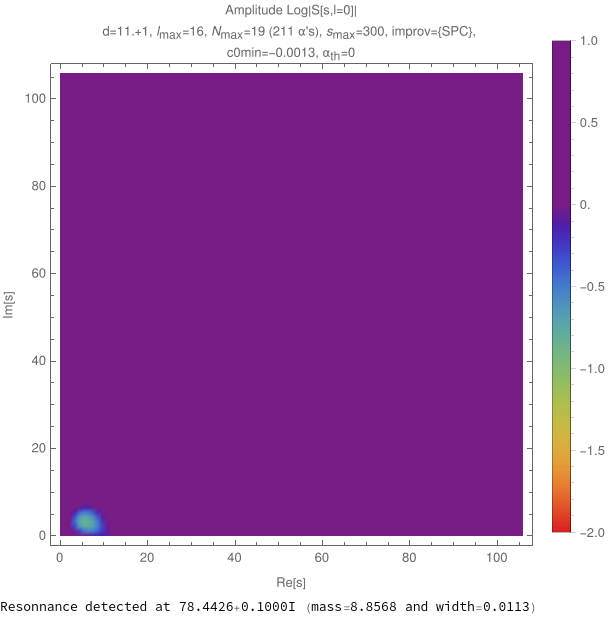 Amplitude Log|S[s,l=0]|
d=11.+1, lmax=16, Nmax=19 (211 α's), smax=300, improv={SPC},
c0min=−0.0013, αth=0
100
80
60
40
20
0
Im[s]
0 20 40 60 80 100
Re[s]
1.0
0.5
0.
−0.5
−1.0
−1.5
−2.0
Resonnance detected at 78.4426+0.1000I (mass=8.8568 and width=0.0113)